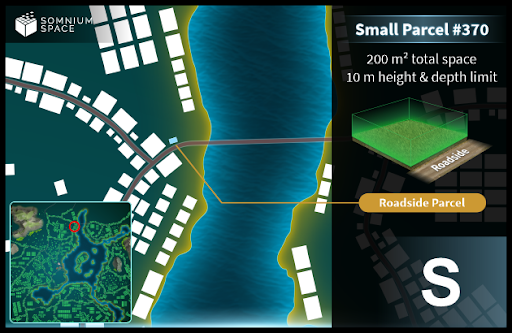 SOMNIUM
SPACE
Small Parcel #370
200 m² total space
10 m height & depth limit
Roadside
Roadside Parcel
S